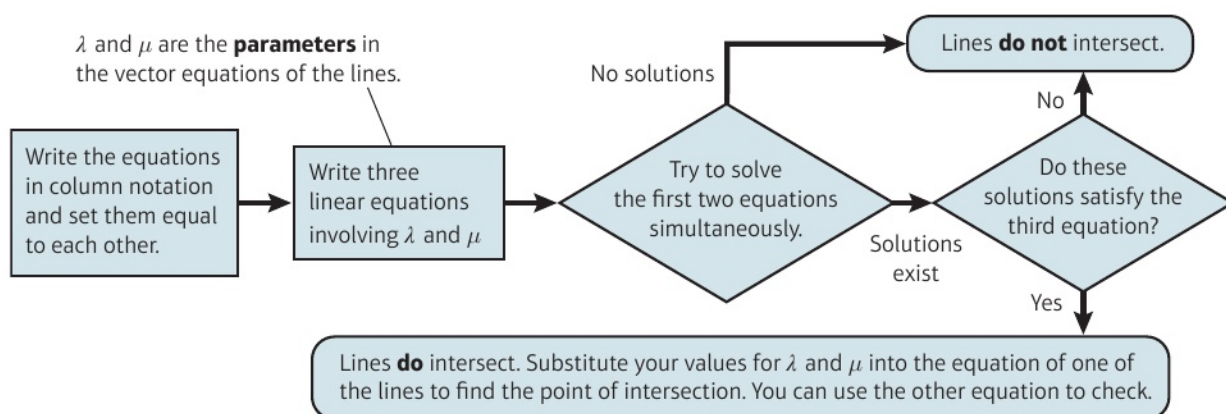 λ and μ are the parameters in
the vector equations of the lines.
Write the equations
in column notation
and set them equal
to each other.
Write three
linear equations
involving λ and μ
Try to solve
the first two equations
simultaneously.
No solutions
Lines do not intersect.
Solutions
exist
Do these
solutions satisfy the
third equation?
No
Yes
Lines do intersect. Substitute your values for λ and μ into the equation of one of
the lines to find the point of intersection. You can use the other equation to check.